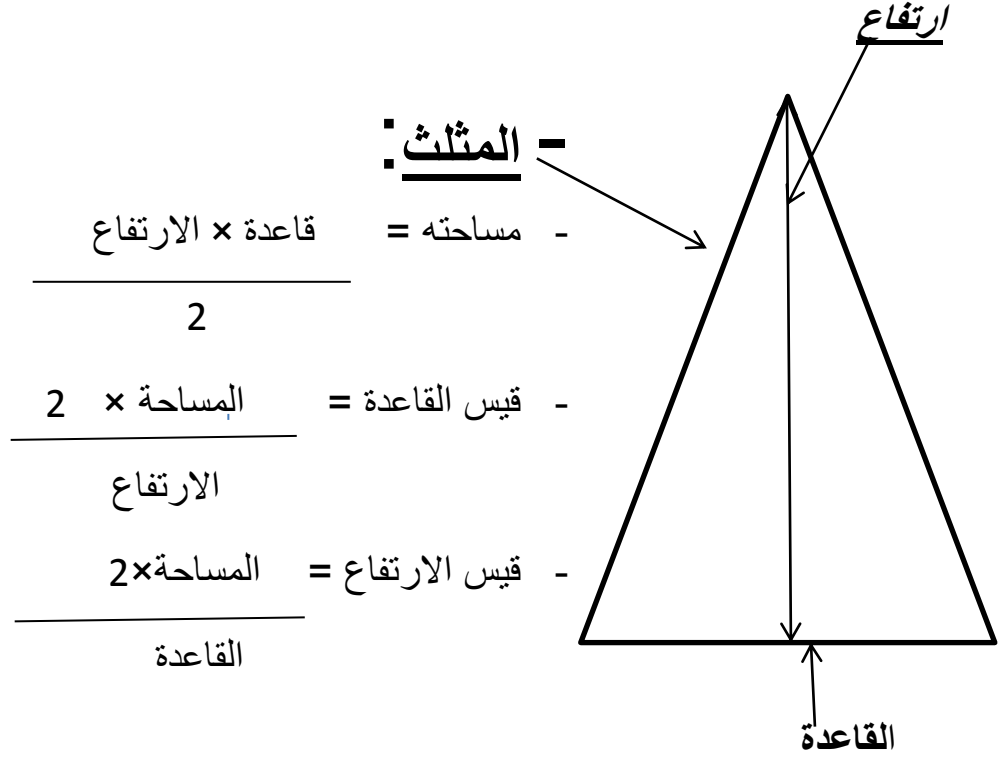 ارتفاع
- المثلث:
- مساحته = قاعدة × الارتفاع
2
- قيس القاعدة = المساحة × 2
الارتفاع
- قيس الارتفاع = المساحة×2
القاعدة
القاعدة